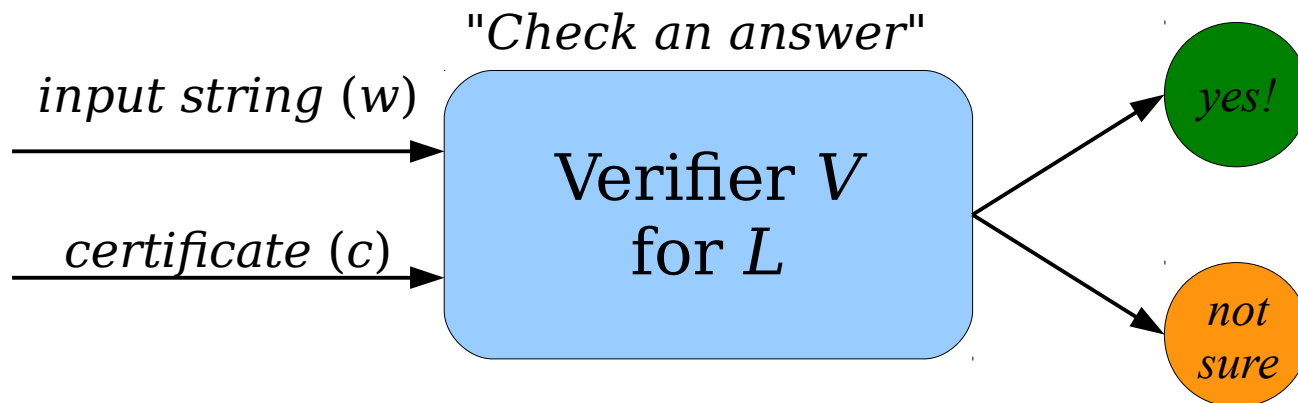 "Check an answer"
input string (w)
certificate (c)
Verifier V
for L
yes!
not
sure